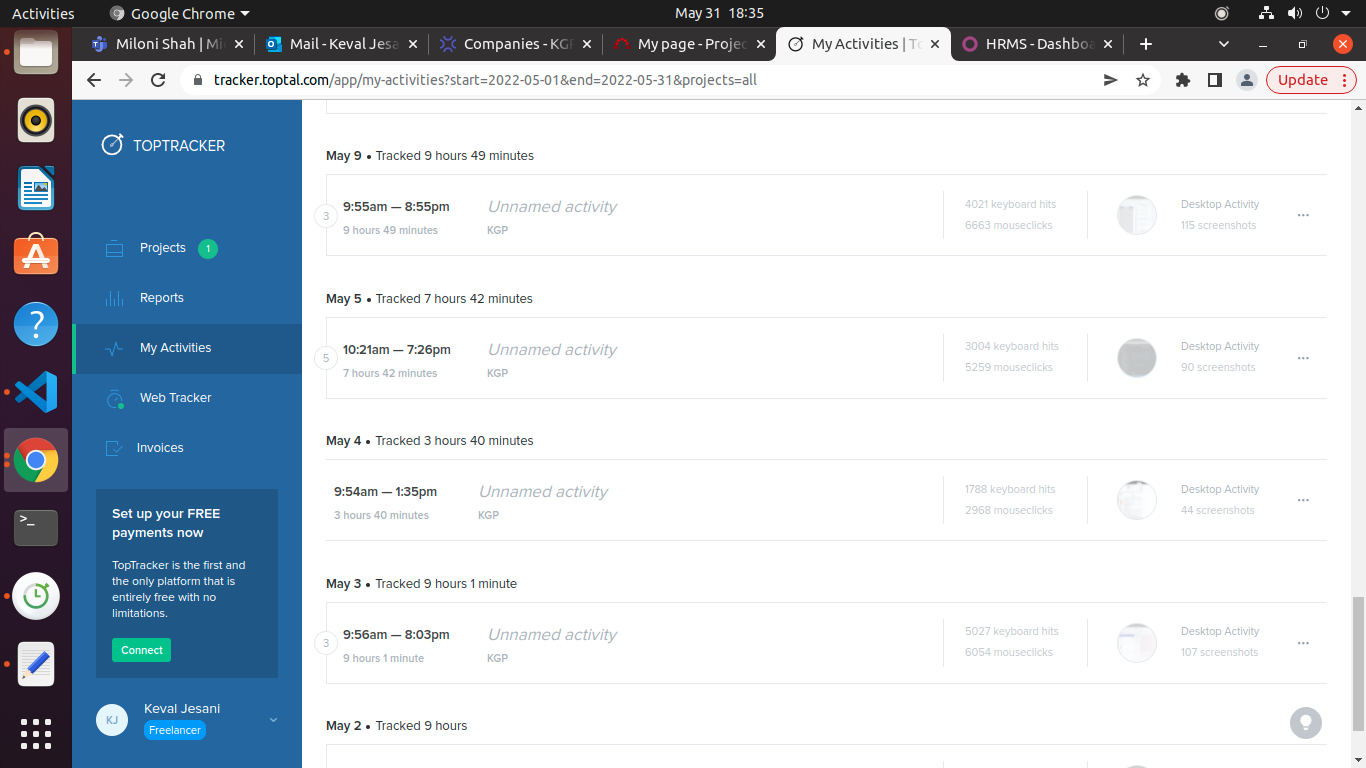 Activities
Google Chrome
May 31 18:35
Miloni Shah | Mi
Mail - Keval Jesa
Companies - KGP
My page - Projec
My Activities | To
HRMS - Dashboa
tracker.toptal.com/app/my-activities?start=2022-05-01&end=2022-05-31&projects=all
Update
TOPTRACKER
Projects 1
Reports
My Activities
Web Tracker
Invoices
Set up your FREE
payments now
TopTracker is the first and
the only platform that is
entirely free with no
limitations.
Connect
KJ
Keval Jesani
Freelancer
May 9 • Tracked 9 hours 49 minutes
3
9:55am — 8:55pm
9 hours 49 minutes
Unnamed activity
KGP
4021 keyboard hits
6663 mouseclicks
Desktop Activity
115 screenshots
May 5 • Tracked 7 hours 42 minutes
5
10:21am — 7:26pm
7 hours 42 minutes
Unnamed activity
KGP
3004 keyboard hits
5259 mouseclicks
Desktop Activity
90 screenshots
May 4 • Tracked 3 hours 40 minutes
9:54am — 1:35pm
3 hours 40 minutes
Unnamed activity
KGP
1788 keyboard hits
2968 mouseclicks
Desktop Activity
44 screenshots
May 3 • Tracked 9 hours 1 minute
3
9:56am — 8:03pm
9 hours 1 minute
Unnamed activity
KGP
5027 keyboard hits
6054 mouseclicks
Desktop Activity
107 screenshots
May 2 • Tracked 9 hours